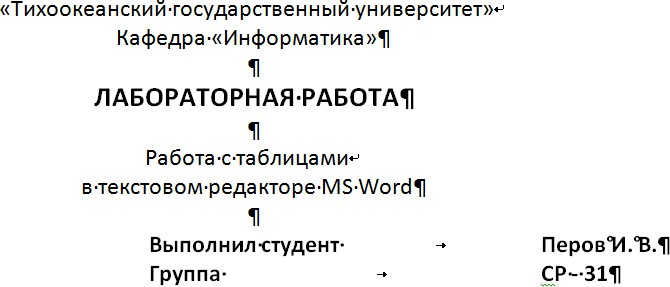 «Тихоокеанский государственный университет»
Кафедра «Информатика»
ЛАБОРАТОРНАЯ РАБОТА
Работа с таблицами
в текстовом редакторе MS Word
Выполнил студент Перов И. В.
Группа СР - 31